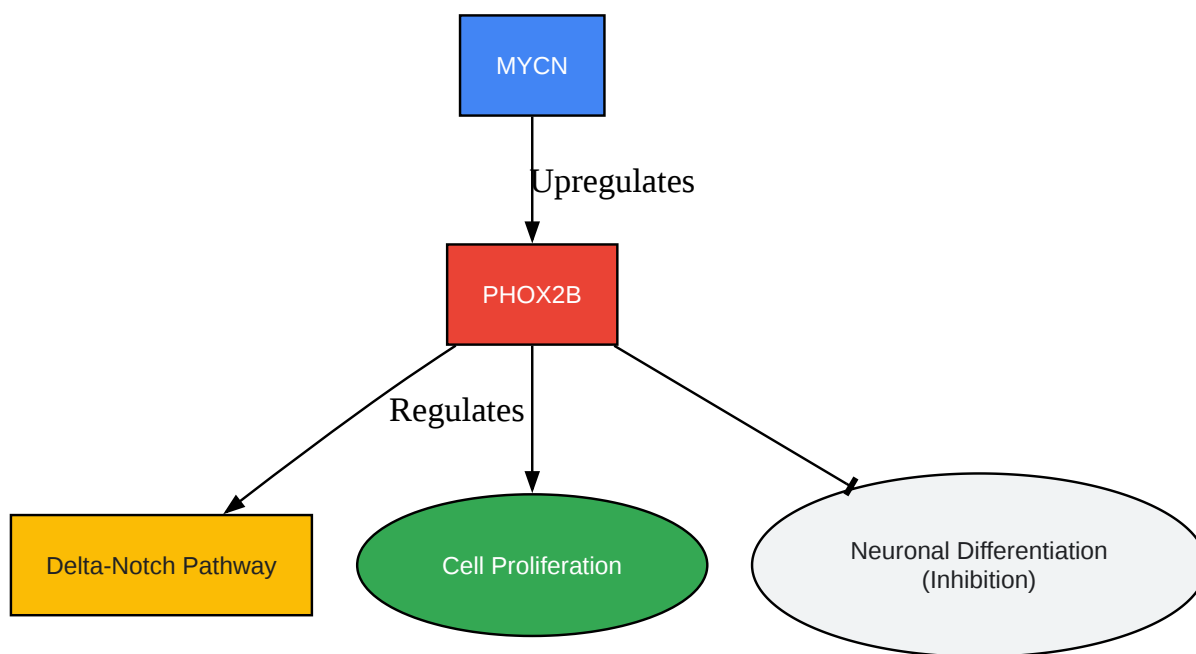 MYCN
Upregulates
PHOX2B
Regulates
Delta-Notch Pathway
Cell Proliferation
Neuronal Differentiation
(Inhibition)